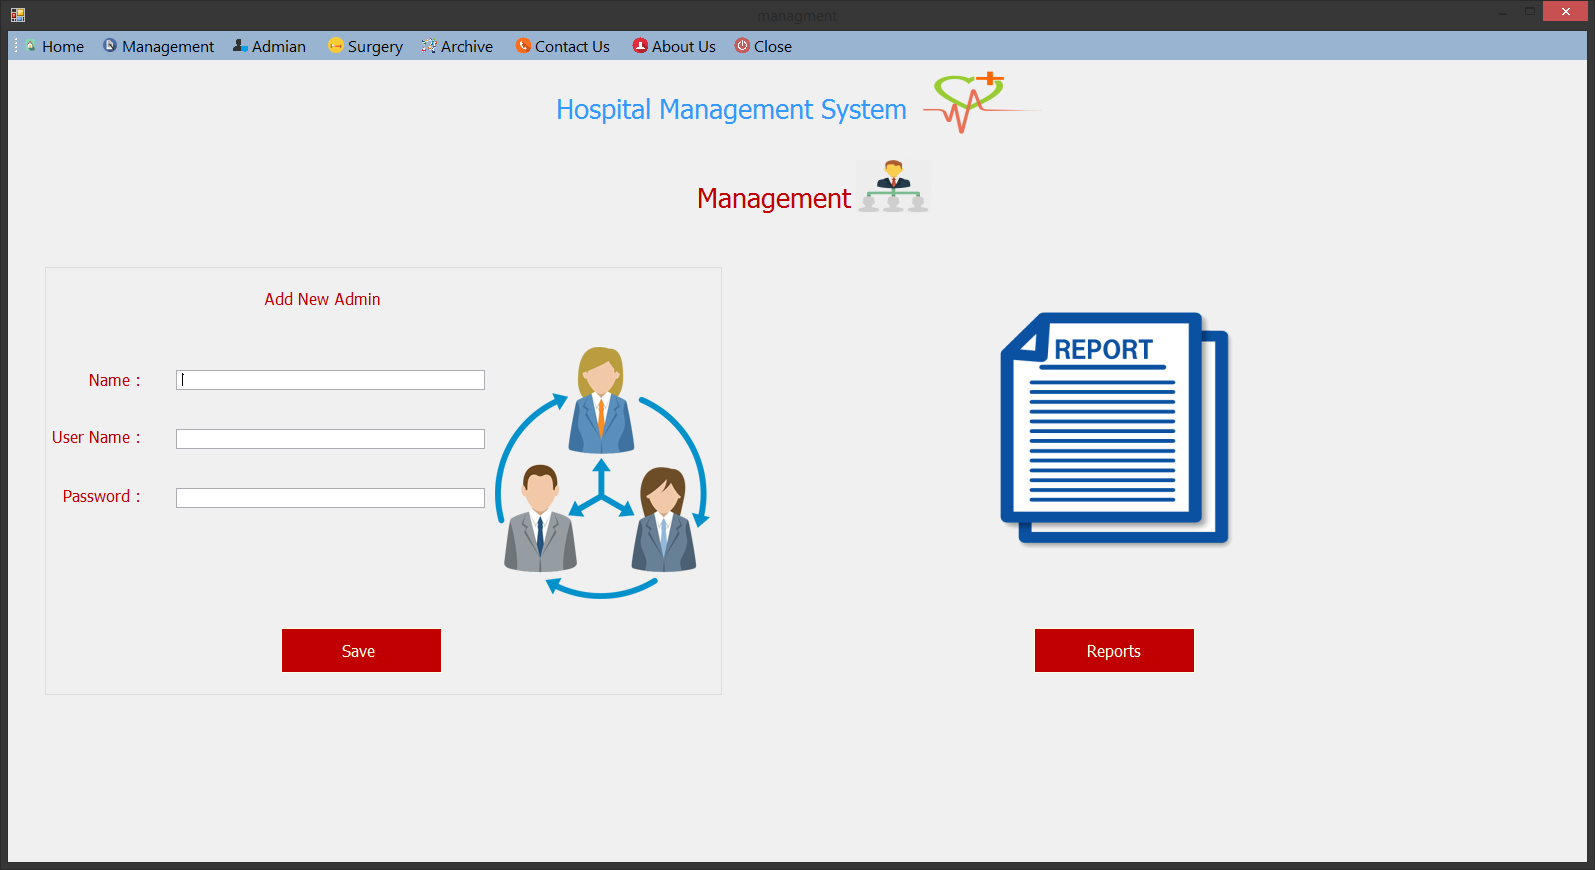 managment
Home Management Admian Surgery Archive Contact Us About Us Close
Hospital Management System
Management
Add New Admin
Name :
User Name :
Password :
Save
REPORT
Reports